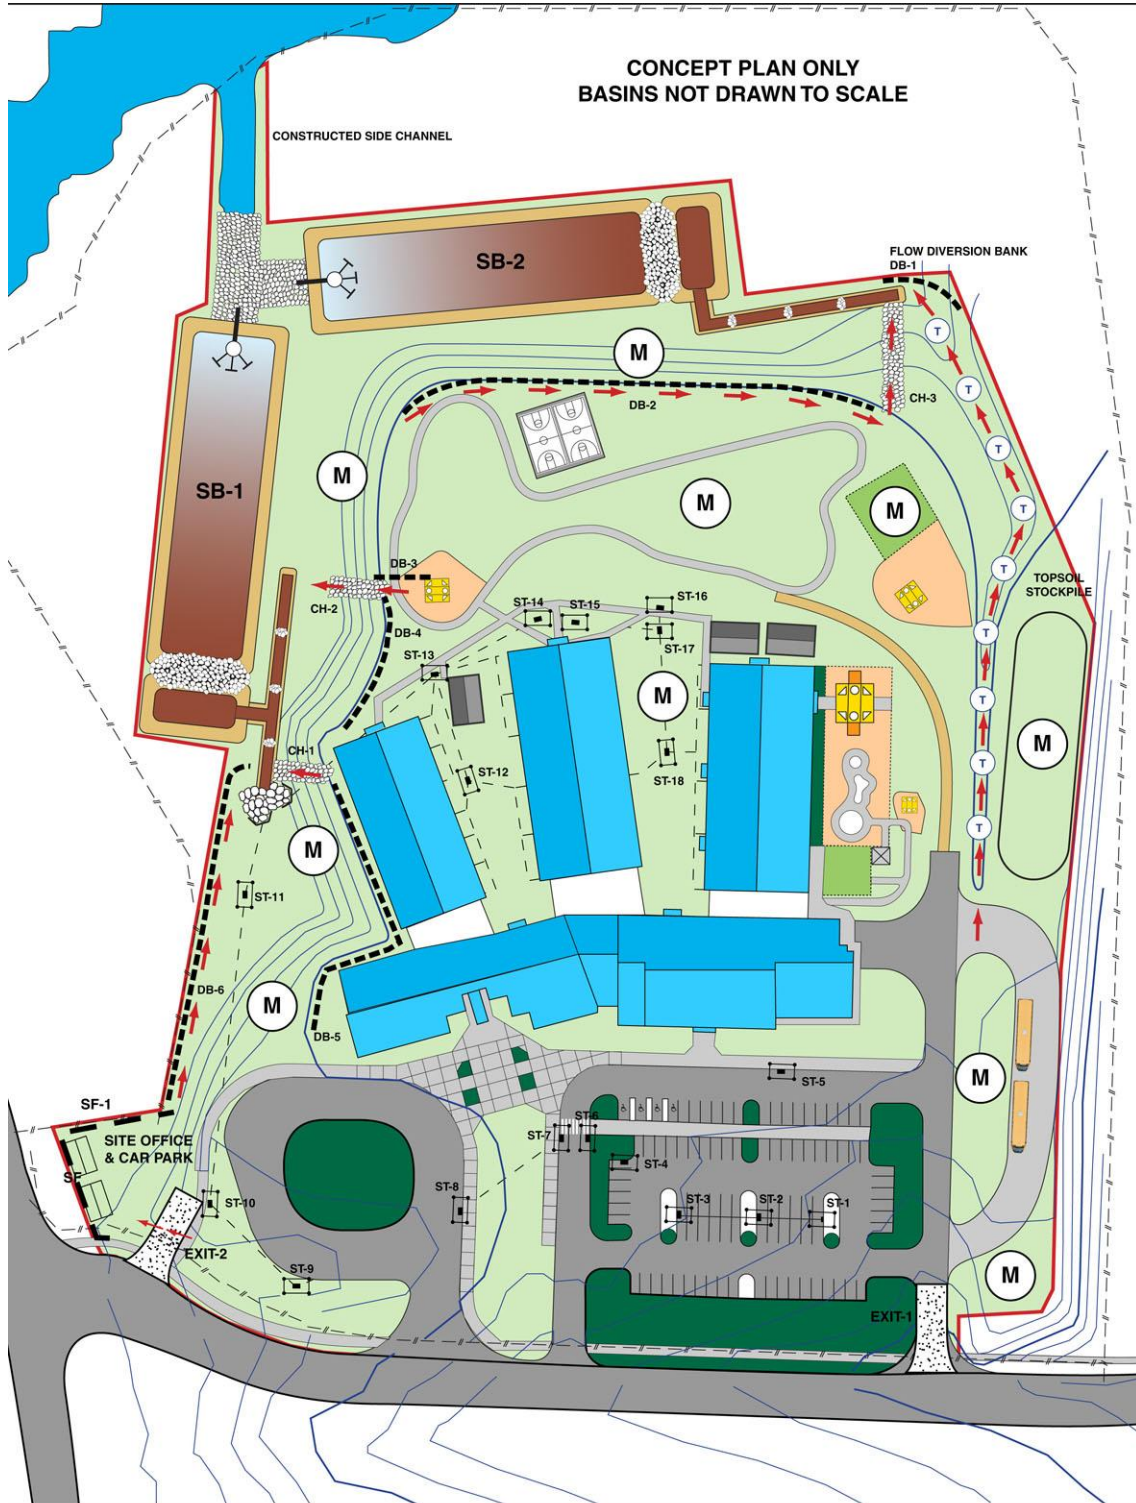 CONCEPT PLAN ONLY
BASINS NOT DRAWN TO SCALE
CONSTRUCTED SIDE CHANNEL
SB-2
FLOW DIVERSION BANK
DB-1
T
M
T
CH-3
DB-2
T
SB-1
M
M
M
T
T
TOPSOIL
STOCKPILE
DB-3
CH-2
ST-16
ST-14
ST-15
DB-4
T
ST-17
ST-13
M
T
M
CH-1
ST-12
ST-18
T
T
M
ST-11
DB-6
M
DB-5
ST-5
M
SF-1
ST-6
ST-7
SITE OFFICE
& CAR PARK
SF
ST-4
ST-8
ST-10
ST-3
ST-2
ST-1
EXIT-2
ST-9
M
EXIT-1